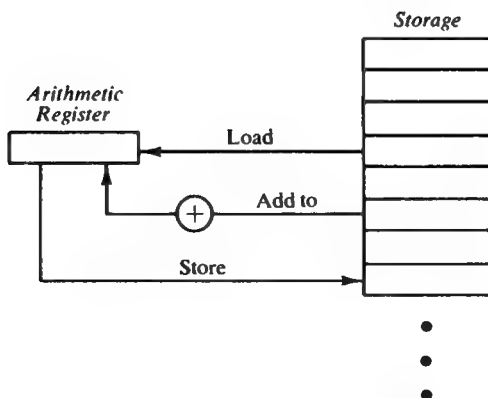 Storage
Arithmetic
Register
Load
+
Add to
Store